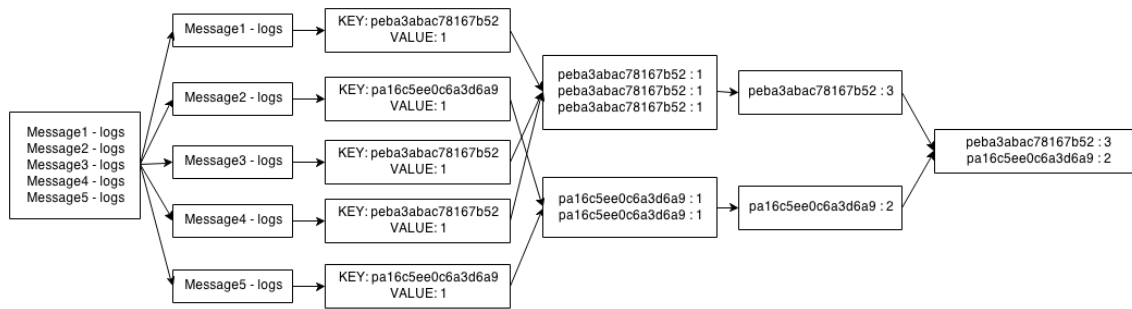 Message1 - logs
Message2 - logs
Message3 - logs
Message4 - logs
Message5 - logs
Message1 - logs
Message2 - logs
Message3 - logs
Message4 - logs
Message5 - logs
KEY: peba3abac78167b52
VALUE: 1
KEY: pa16c5ee0c6a3d6a9
VALUE: 1
KEY: peba3abac78167b52
VALUE: 1
KEY: peba3abac78167b52
VALUE: 1
KEY: pa16c5ee0c6a3d6a9
VALUE: 1
peba3abac78167b52 : 1
peba3abac78167b52 : 1
peba3abac78167b52 : 1
pa16c5ee0c6a3d6a9 : 1
pa16c5ee0c6a3d6a9 : 1
peba3abac78167b52 : 3
pa16c5ee0c6a3d6a9 : 2
peba3abac78167b52 : 3
pa16c5ee0c6a3d6a9 : 2